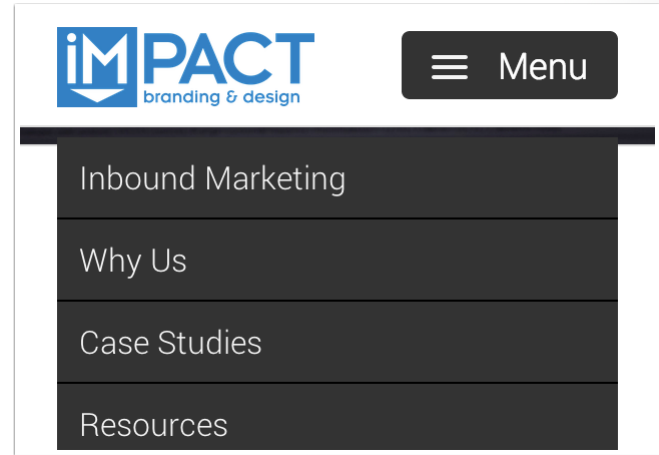 iMPACT
branding & design
Menu
Inbound Marketing
Why Us
Case Studies
Resources